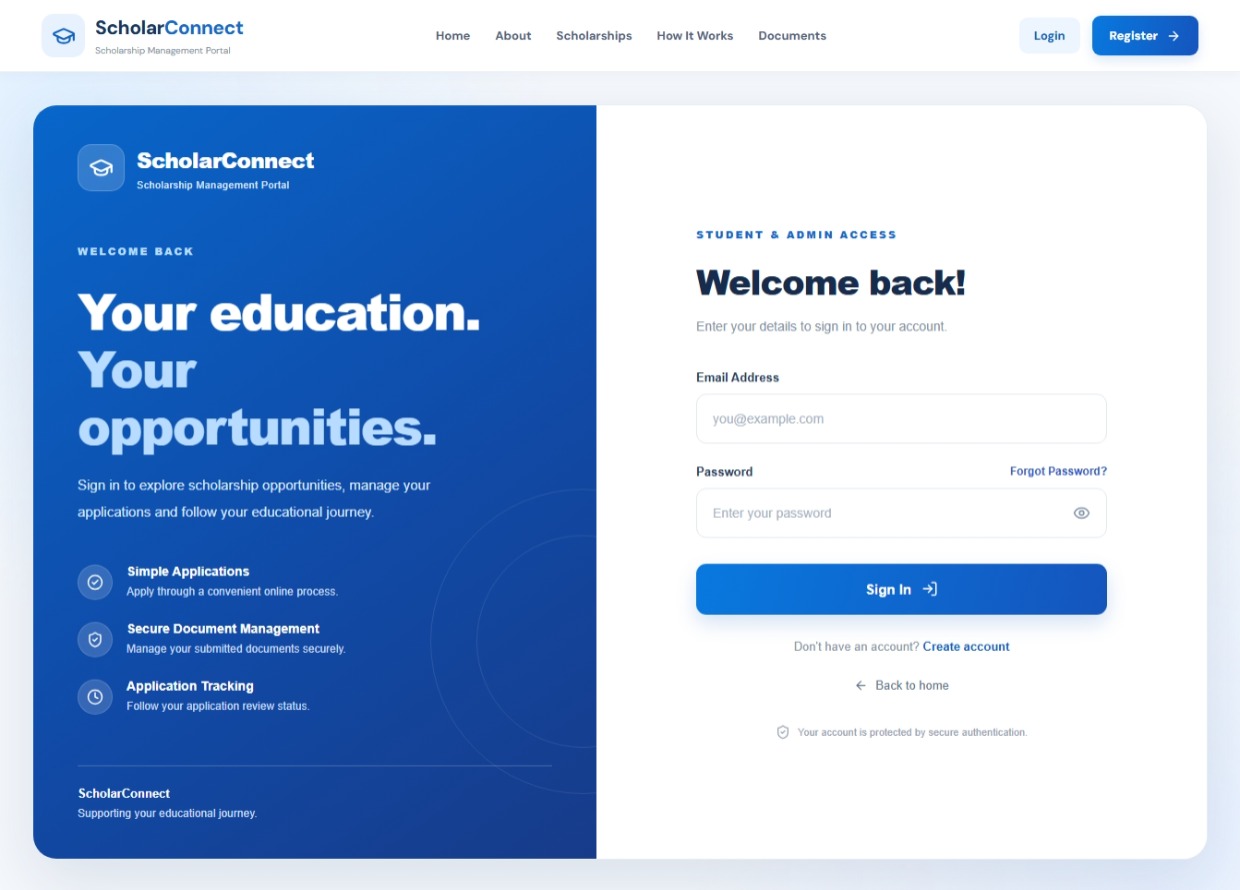 ScholarConnect
Scholarship Management Portal
Home
About
Scholarships
How It Works
Documents
Login
Register
ScholarConnect
Scholarship Management Portal
WELCOME BACK
Your education.
Your
opportunities.
Sign in to explore scholarship opportunities, manage your
applications and follow your educational journey.
Simple Applications
Apply through a convenient online process.
Secure Document Management
Manage your submitted documents securely.
Application Tracking
Follow your application review status.
ScholarConnect
Supporting your educational journey.
STUDENT & ADMIN ACCESS
Welcome back!
Enter your details to sign in to your account.
Email Address
you@example.com
Password
Forgot Password?
Enter your password
Sign In
Don't have an account? Create account
Back to home
Your account is protected by secure authentication.